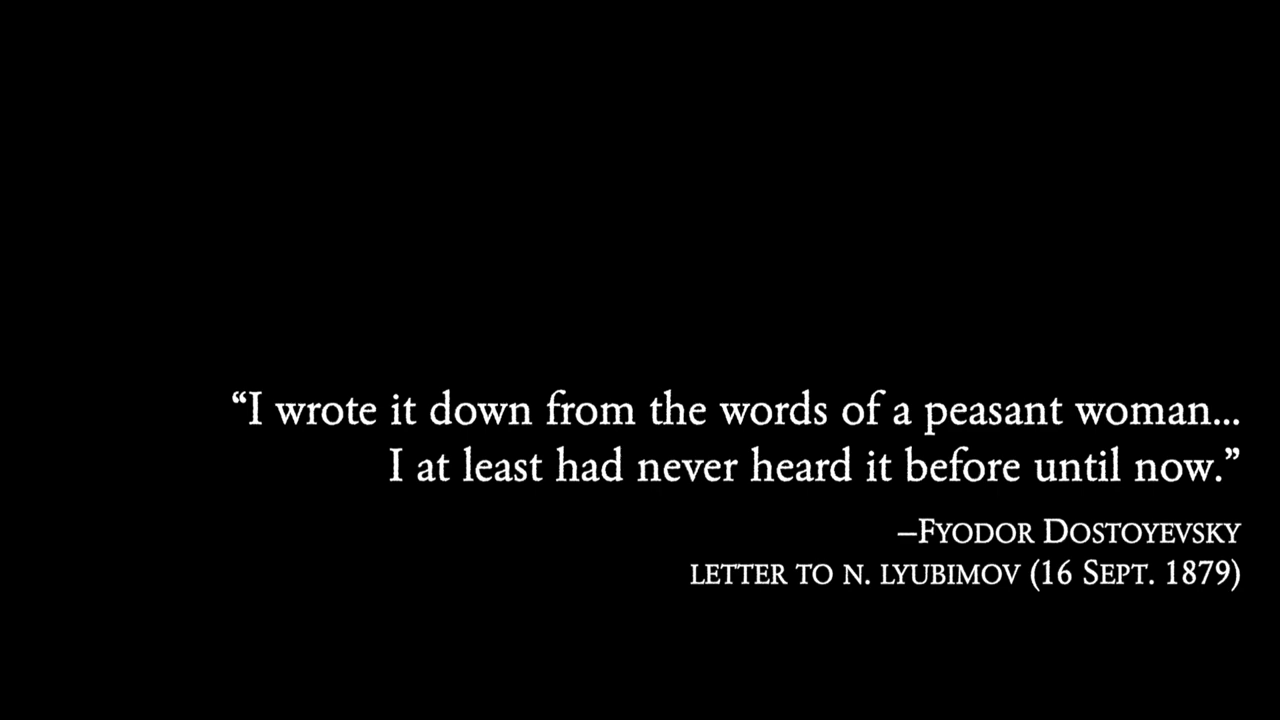 “I wrote it down from the words of a peasant woman...
I at least had never heard it before until now.”
–FYODOR DOSTOYEVSKY
LETTER TO N. LYUBIMOV (16 SEPT. 1879)